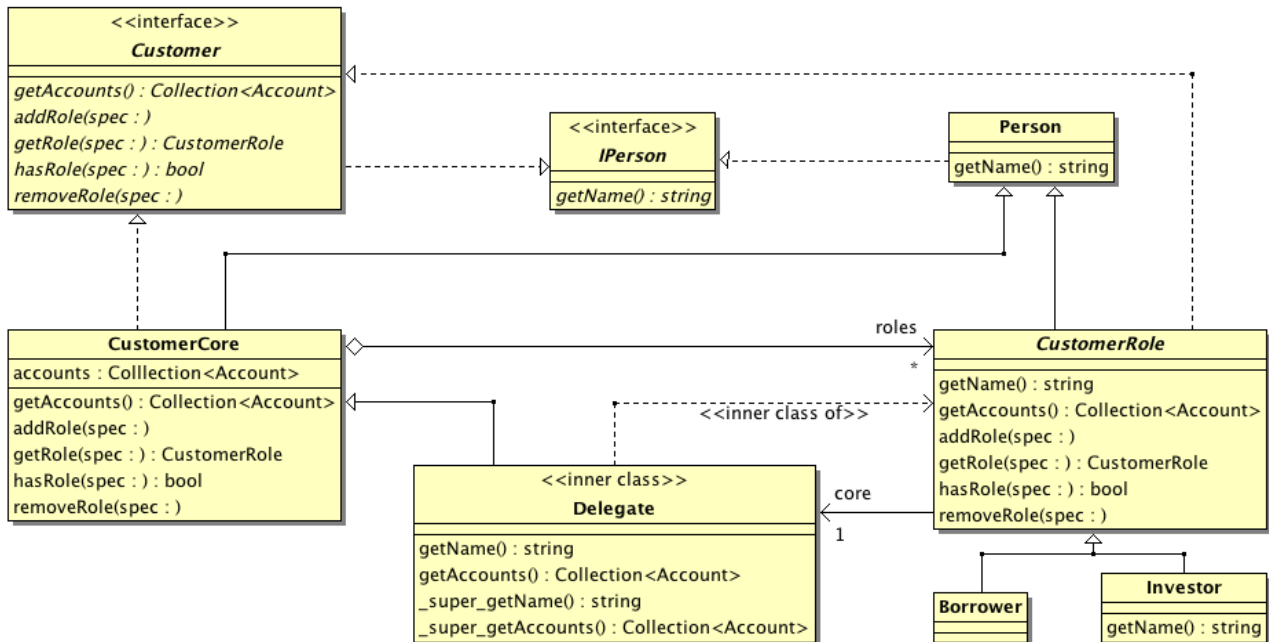 <<interface>>
Customer
getAccounts() : Collection<Account>
addRole(spec : )
getRole(spec : ) : CustomerRole
hasRole(spec : ) : bool
removeRole(spec : )
<<interface>>
IPerson
getName() : string
Person
getName() : string
CustomerCore
accounts : Colllection<Account>
getAccounts() : Collection<Account>
addRole(spec : )
getRole(spec : ) : CustomerRole
hasRole(spec : ) : bool
removeRole(spec : )
roles
*
<<inner class of>>
CustomerRole
getName() : string
getAccounts() : Collection<Account>
addRole(spec : )
getRole(spec : ) : CustomerRole
hasRole(spec : ) : bool
removeRole(spec : )
<<inner class>>
Delegate
getName() : string
getAccounts() : Collection<Account>
_super_getName() : string
_super_getAccounts() : Collection<Account>
core
1
Borrower
Investor
getName() : string